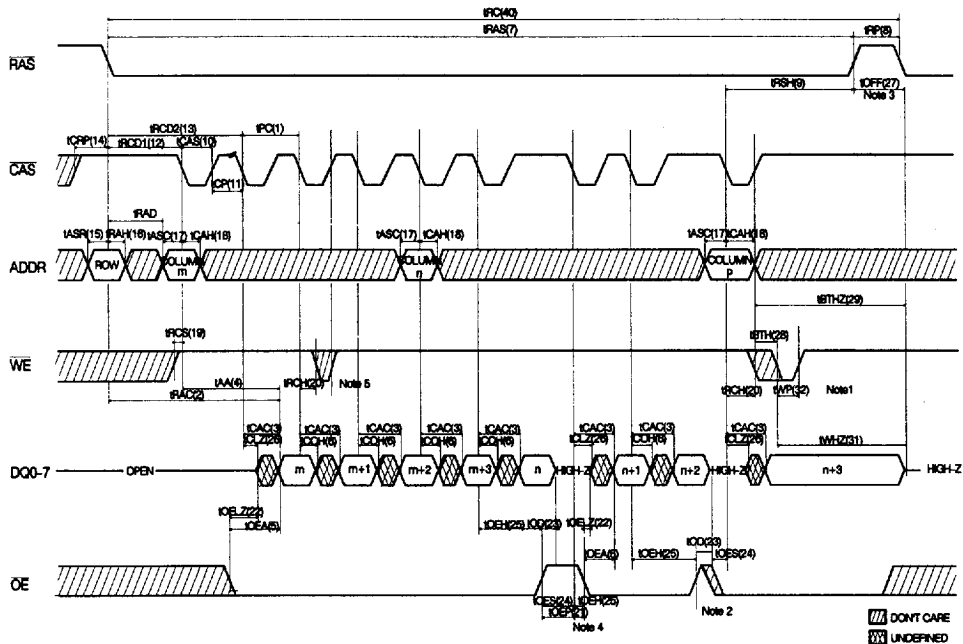 tRC(40)
tRAS(7)
tRP(8)
RAS
tRSH(9)
tOFF(27)
Note 3
tRCD2(13)
tPC(1)
tCRP(14)
tRCD1(12)
tCAS(10)
CAS
tCP(11)
tRAD
tASR(15)
tRAH(16)
tASC(17)
tCAH(18)
tASC(17)
tCAH(18)
tASC(17)
tCAH(18)
ADDR
ROW
COLUMN
m
COLUMN
n
COLUMN
p
tBTHZ(29)
tRCS(19)
tBTH(28)
WE
tRCH(20)
Note 5
tRCH(20)
tWP(32)
Note1
tAA(4)
tRAC(2)
tCAC(3)
tCLZ(26)
tCAC(3)
tCOH(6)
tCAC(3)
tCOH(6)
tCAC(3)
tCOH(6)
tCAC(3)
tCOH(6)
tCAC(3)
tCLZ(26)
tCAC(3)
tCOH(6)
tCAC(3)
tCLZ(26)
tWHZ(31)
DQ0-7
OPEN
m
m+1
m+2
m+3
n
HIGH-Z
n+1
n+2
HIGH-Z
n+3
HIGH-Z
tOELZ(22)
tOEA(5)
tOEH(25)
tOD(23)
tOELZ(22)
tOEA(5)
tOEH(25)
tOD(23)
tOES(24)
OE
tOES(24)
tOEH(25)
tOEP(21)
Note 4
Note 2
DON'T CARE
UNDEFINED